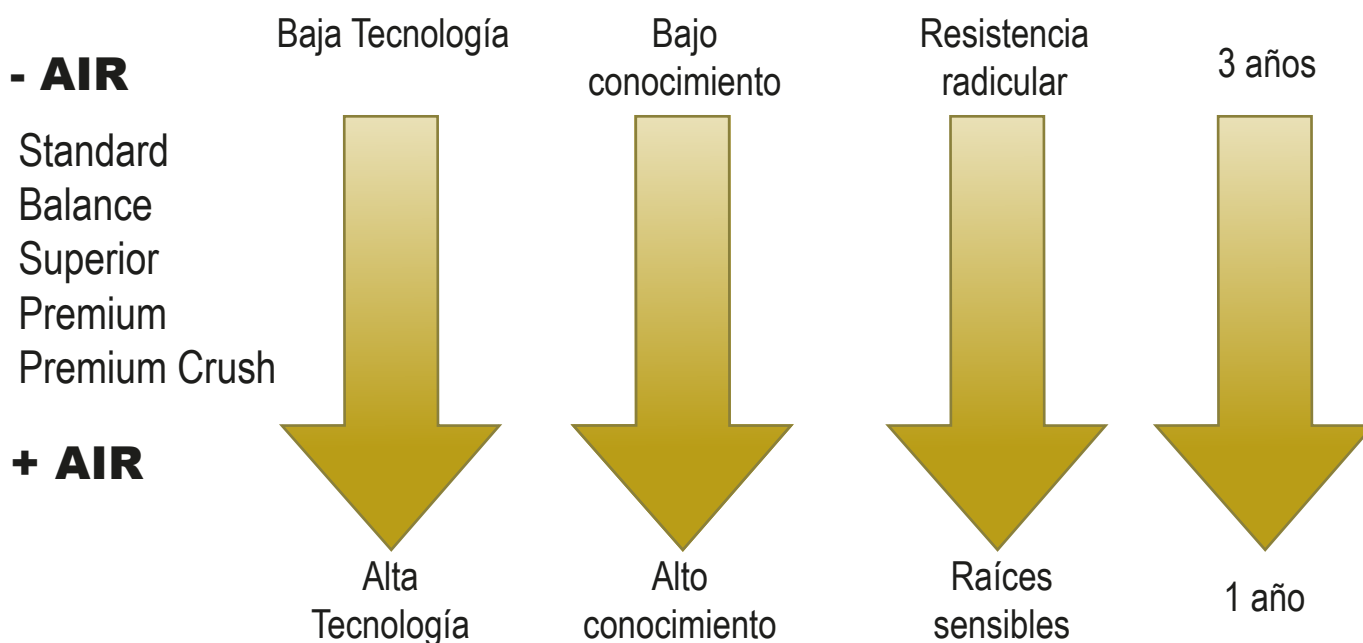 Baja Tecnología
Bajo
conocimiento
Resistencia
radicular
3 años
- AIR
Standard
Balance
Superior
Premium
Premium Crush
+ AIR
Alta
Tecnología
Alto
conocimiento
Raíces
sensibles
1 año